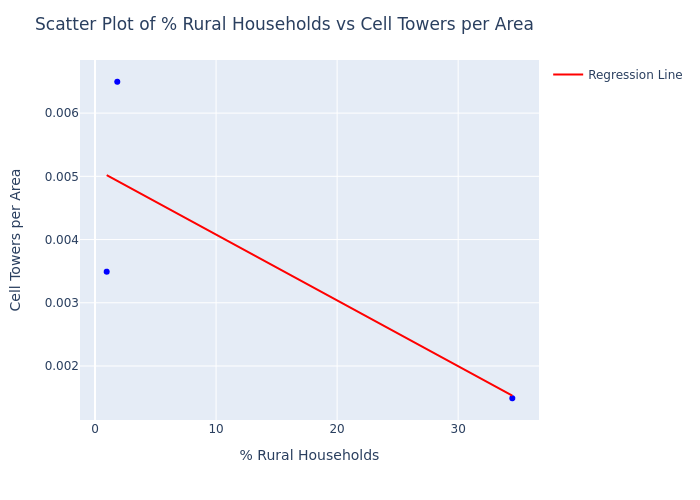 Scatter Plot of % Rural Households vs Cell Towers per Area
Regression Line
0.006
0.005
0.004
0.003
0.002
Cell Towers per Area
0 10 20 30
% Rural Households